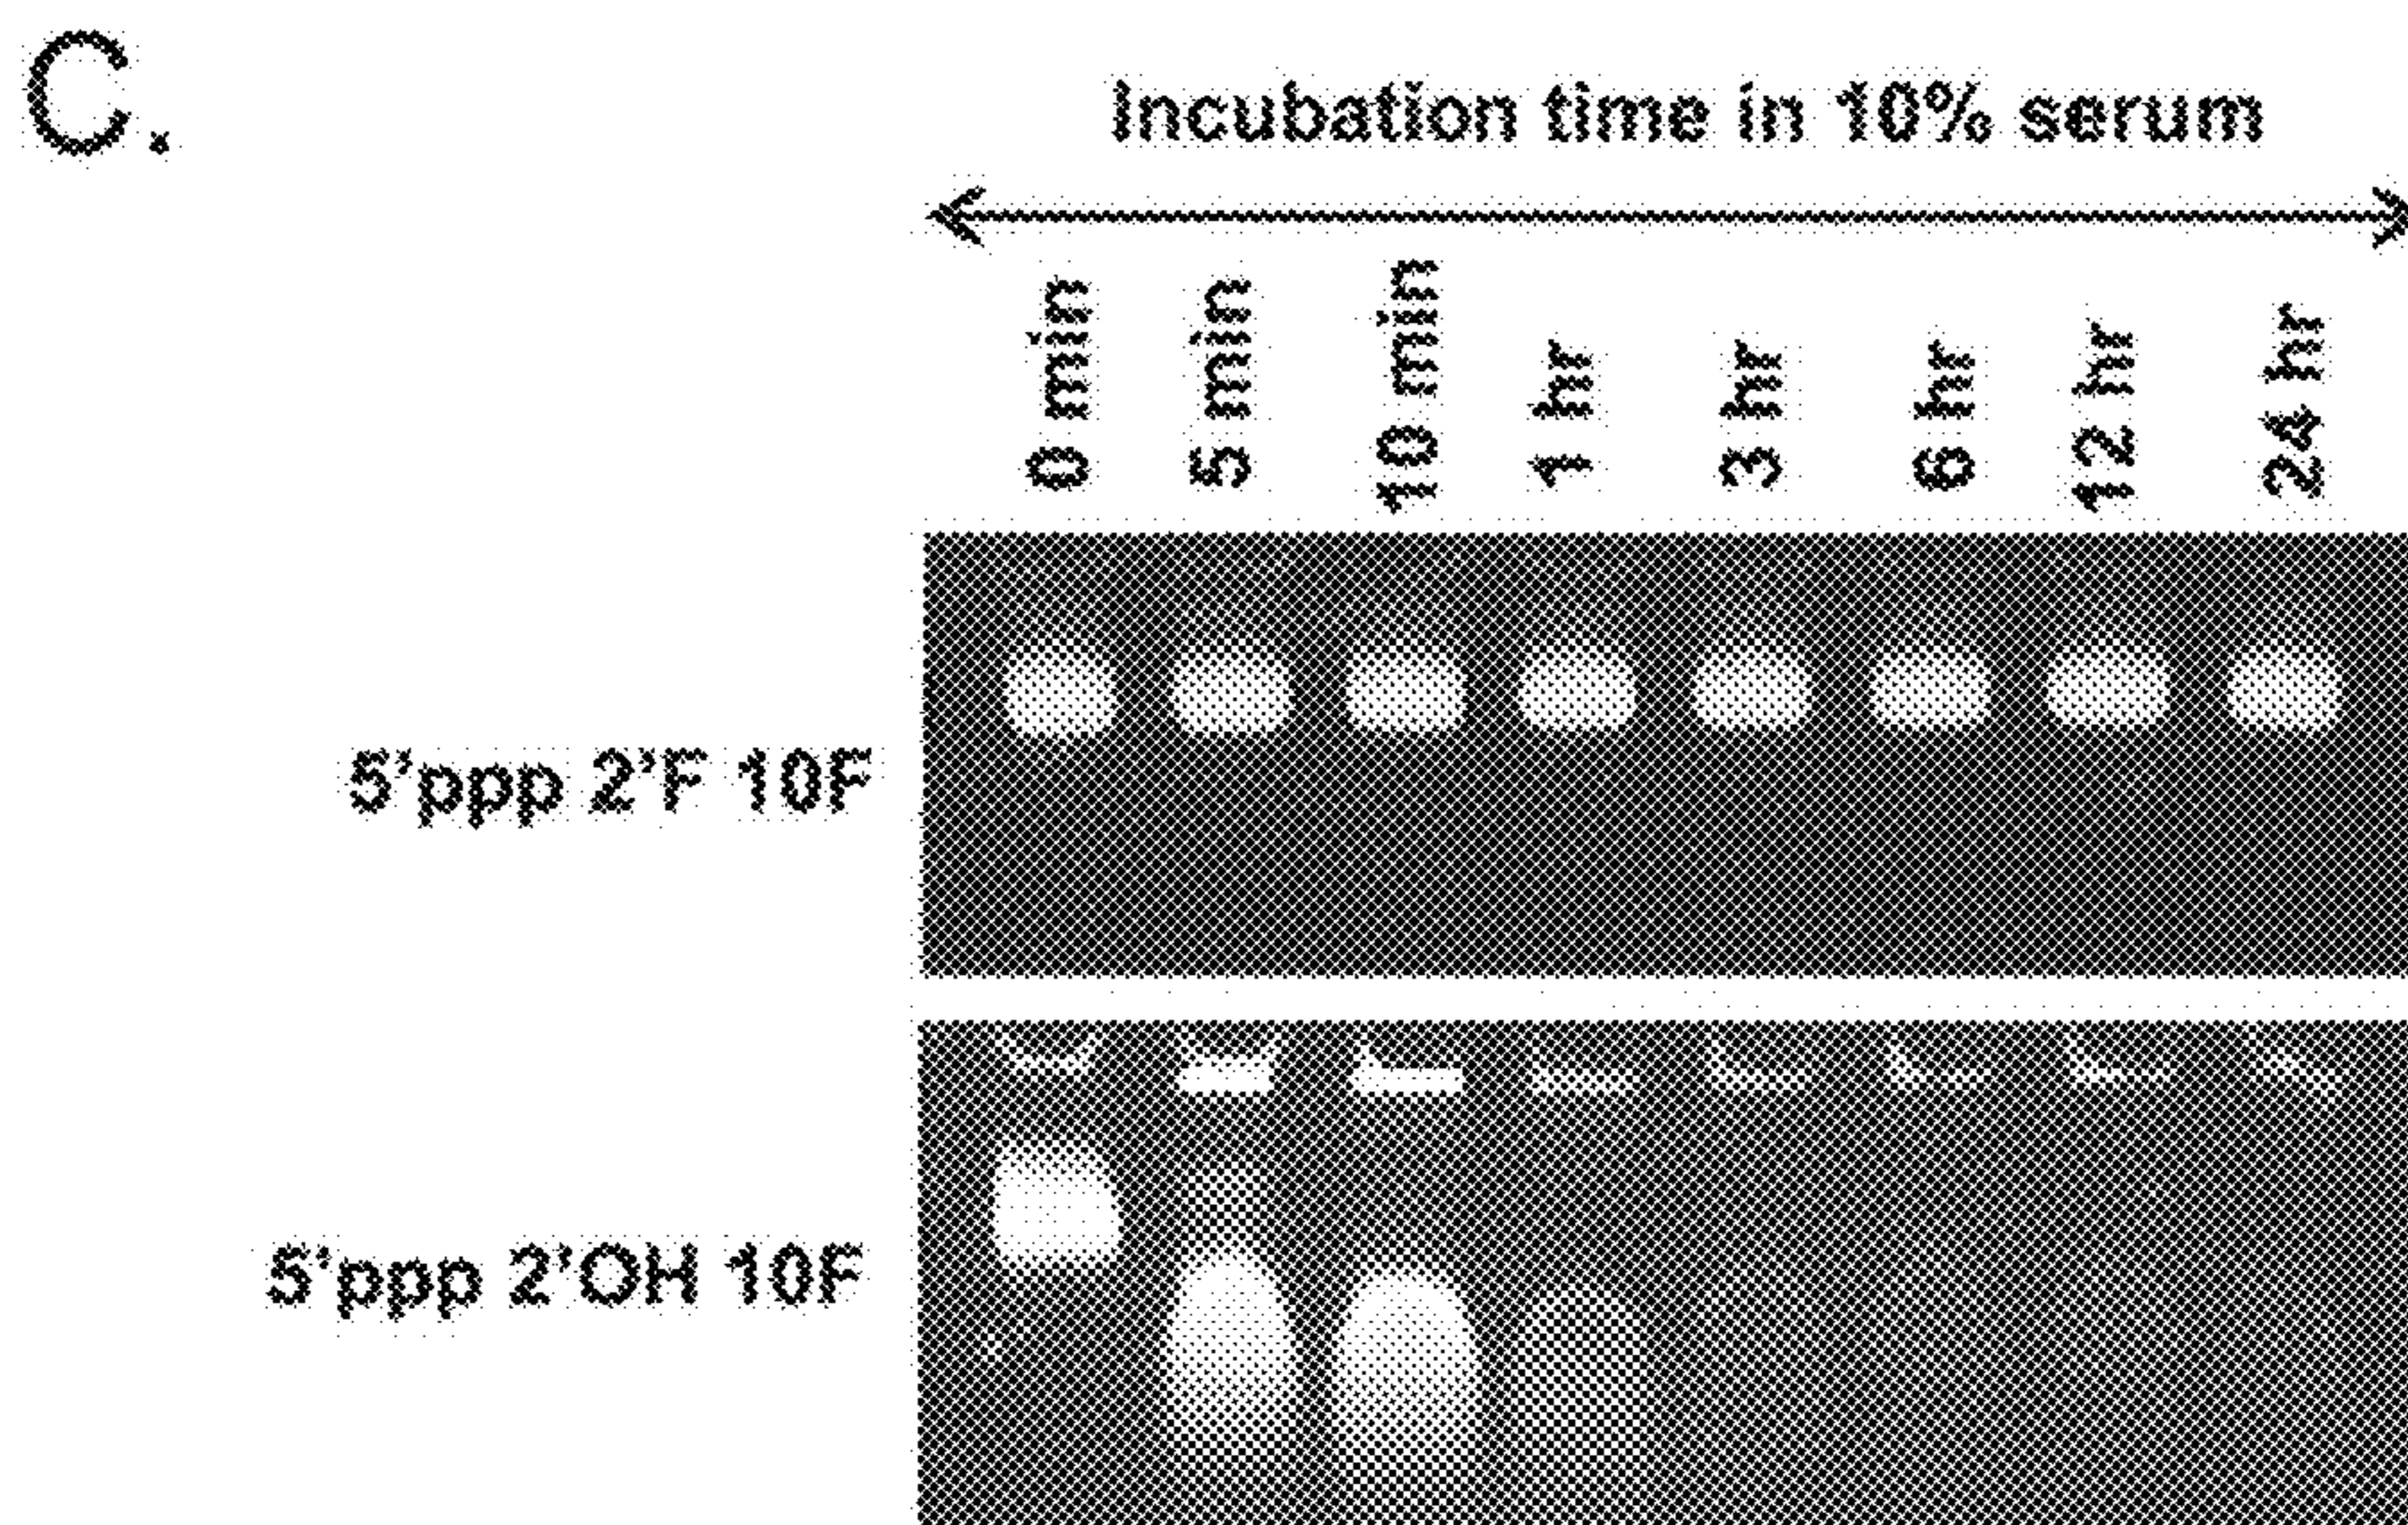 C.
Incubation time in 10% serum
0 min
5 min
10 min
1 hr
3 hr
6 hr
12 hr
24 hr
5'ppp 2'F 10F
5'ppp 2'OH 10F